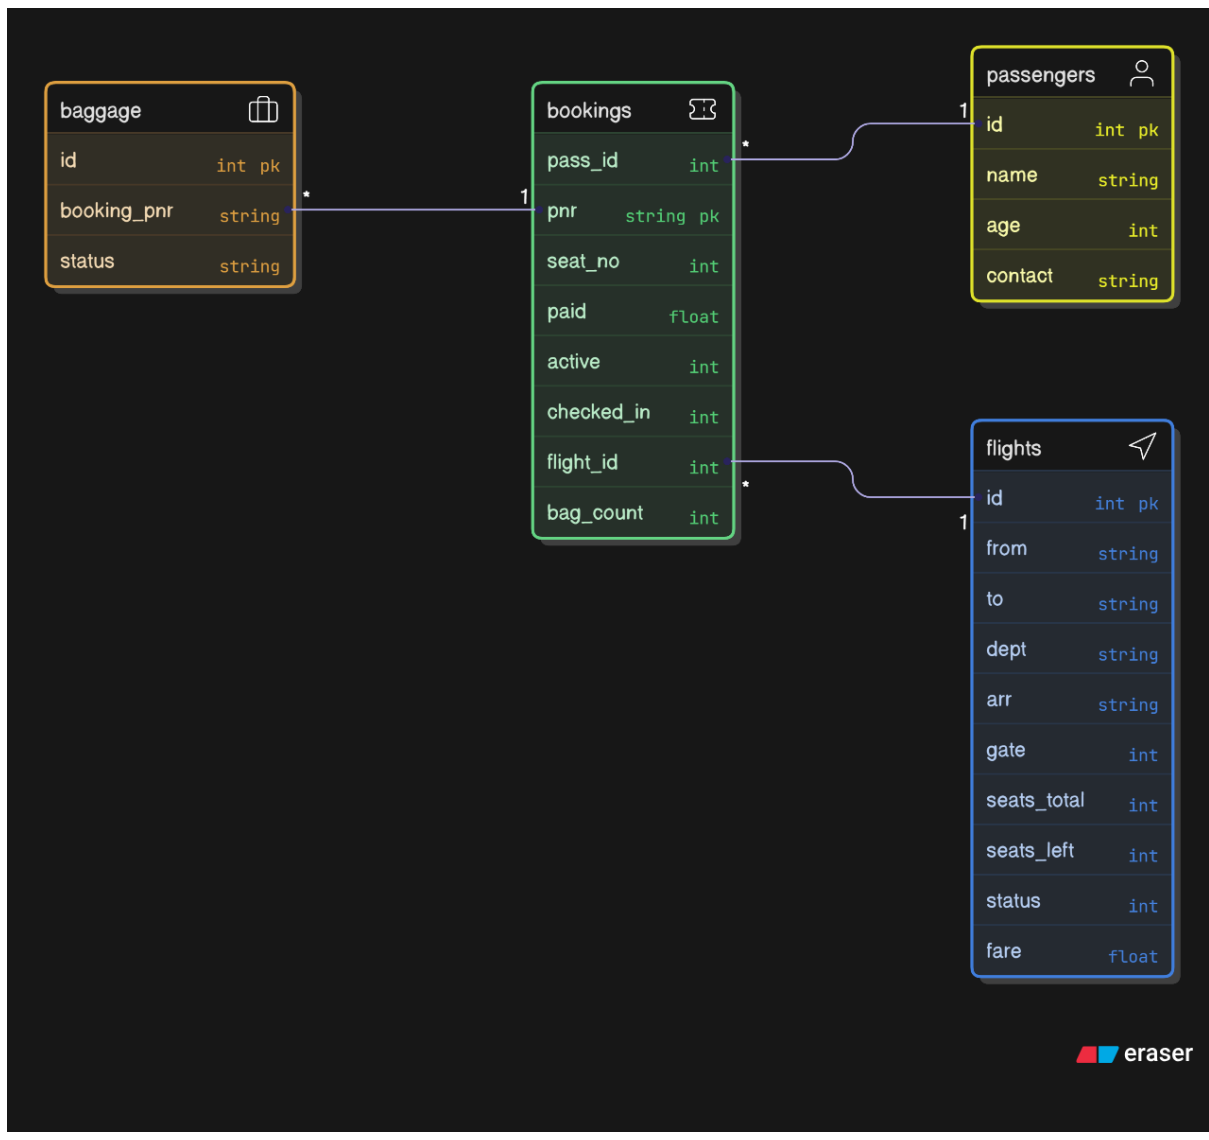 baggage
id int pk
booking_pnr string
status string
*
1
bookings
pass_id int
pnr string pk
seat_no int
paid float
active int
checked_in int
flight_id int
bag_count int
*
1
*
1
passengers
id int pk
name string
age int
contact string
flights
id int pk
from string
to string
dept string
arr string
gate int
seats_total int
seats_left int
status int
fare float
eraser